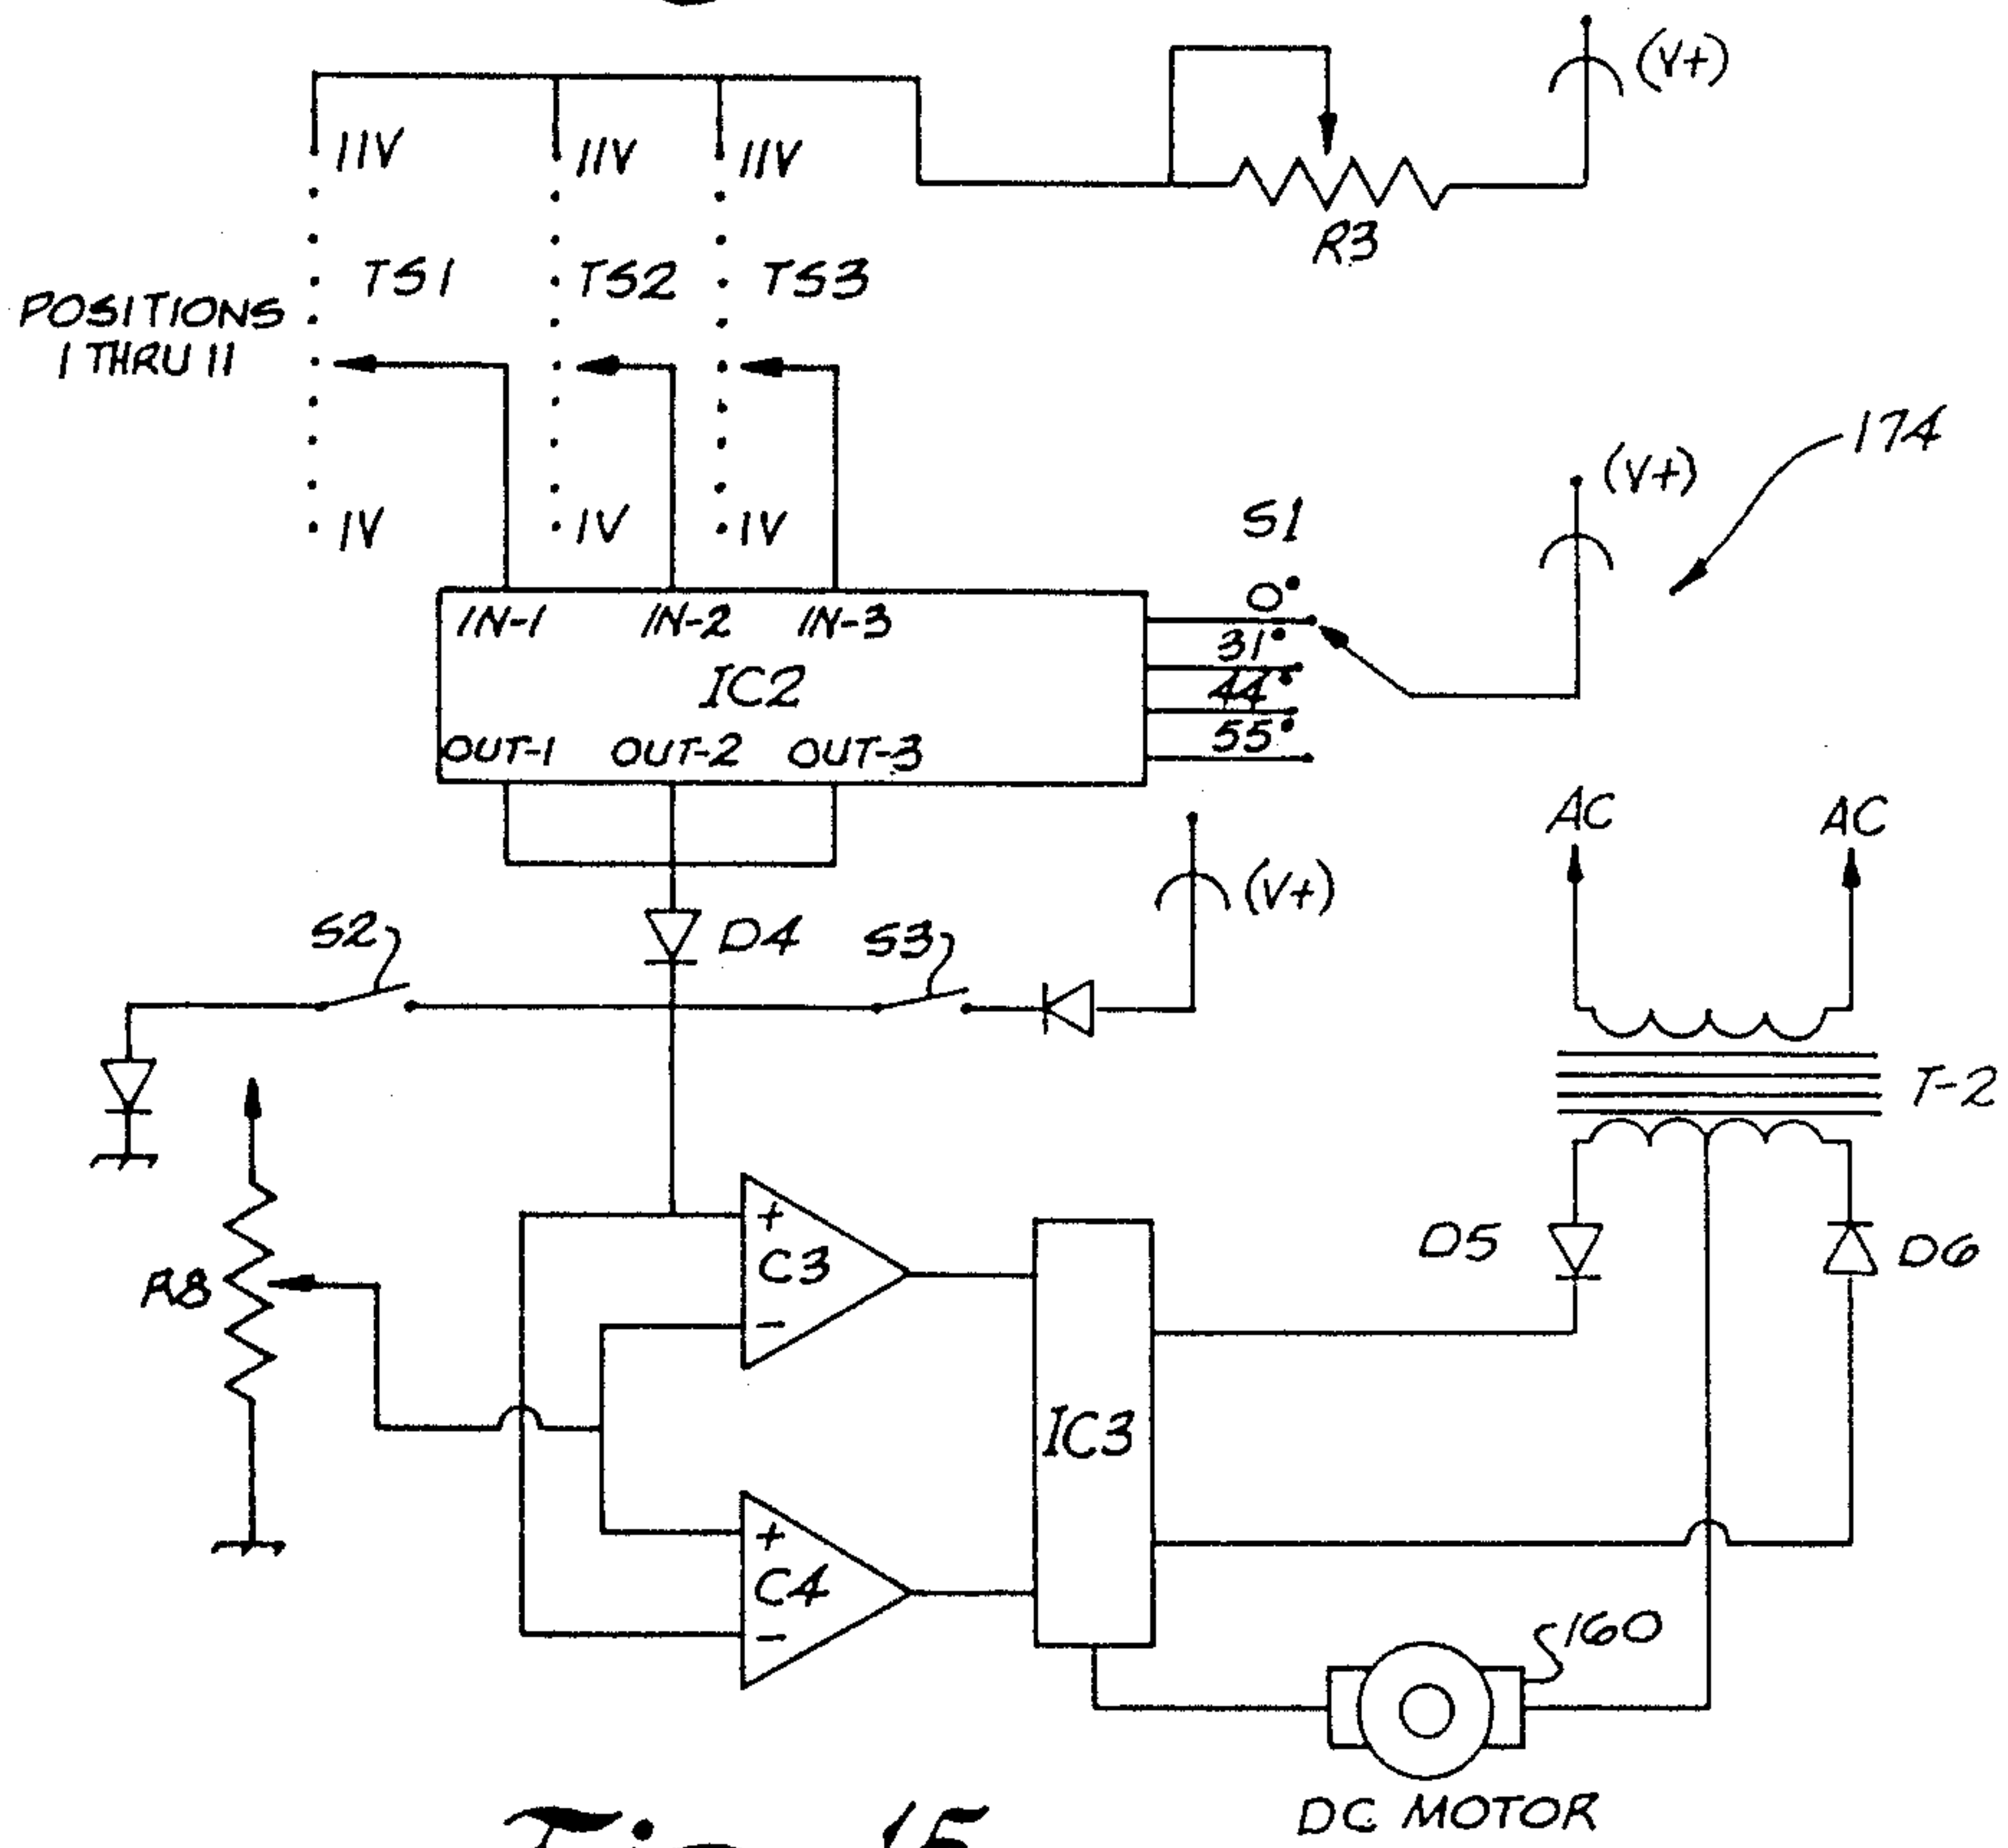 (V+)
11V 11V 11V
R3
TS1 TS2 TS3
POSITIONS
1 THRU 11
174
(V+)
1V 1V 1V
S1
0°
IN-1 IN-2 IN-3
31°
IC2
44°
OUT-1 OUT-2 OUT-3
55°
AC AC
(V+)
S2 D4 S3
T-2
+
C3
-
D5 D6
R8
IC3
+
C4
-
160
DC MOTOR
Fig. 15